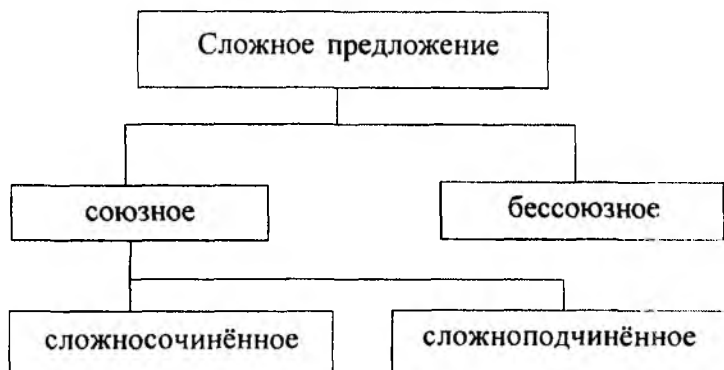 Сложное предложение
союзное
бессоюзное
сложносочинённое
сложноподчинённое